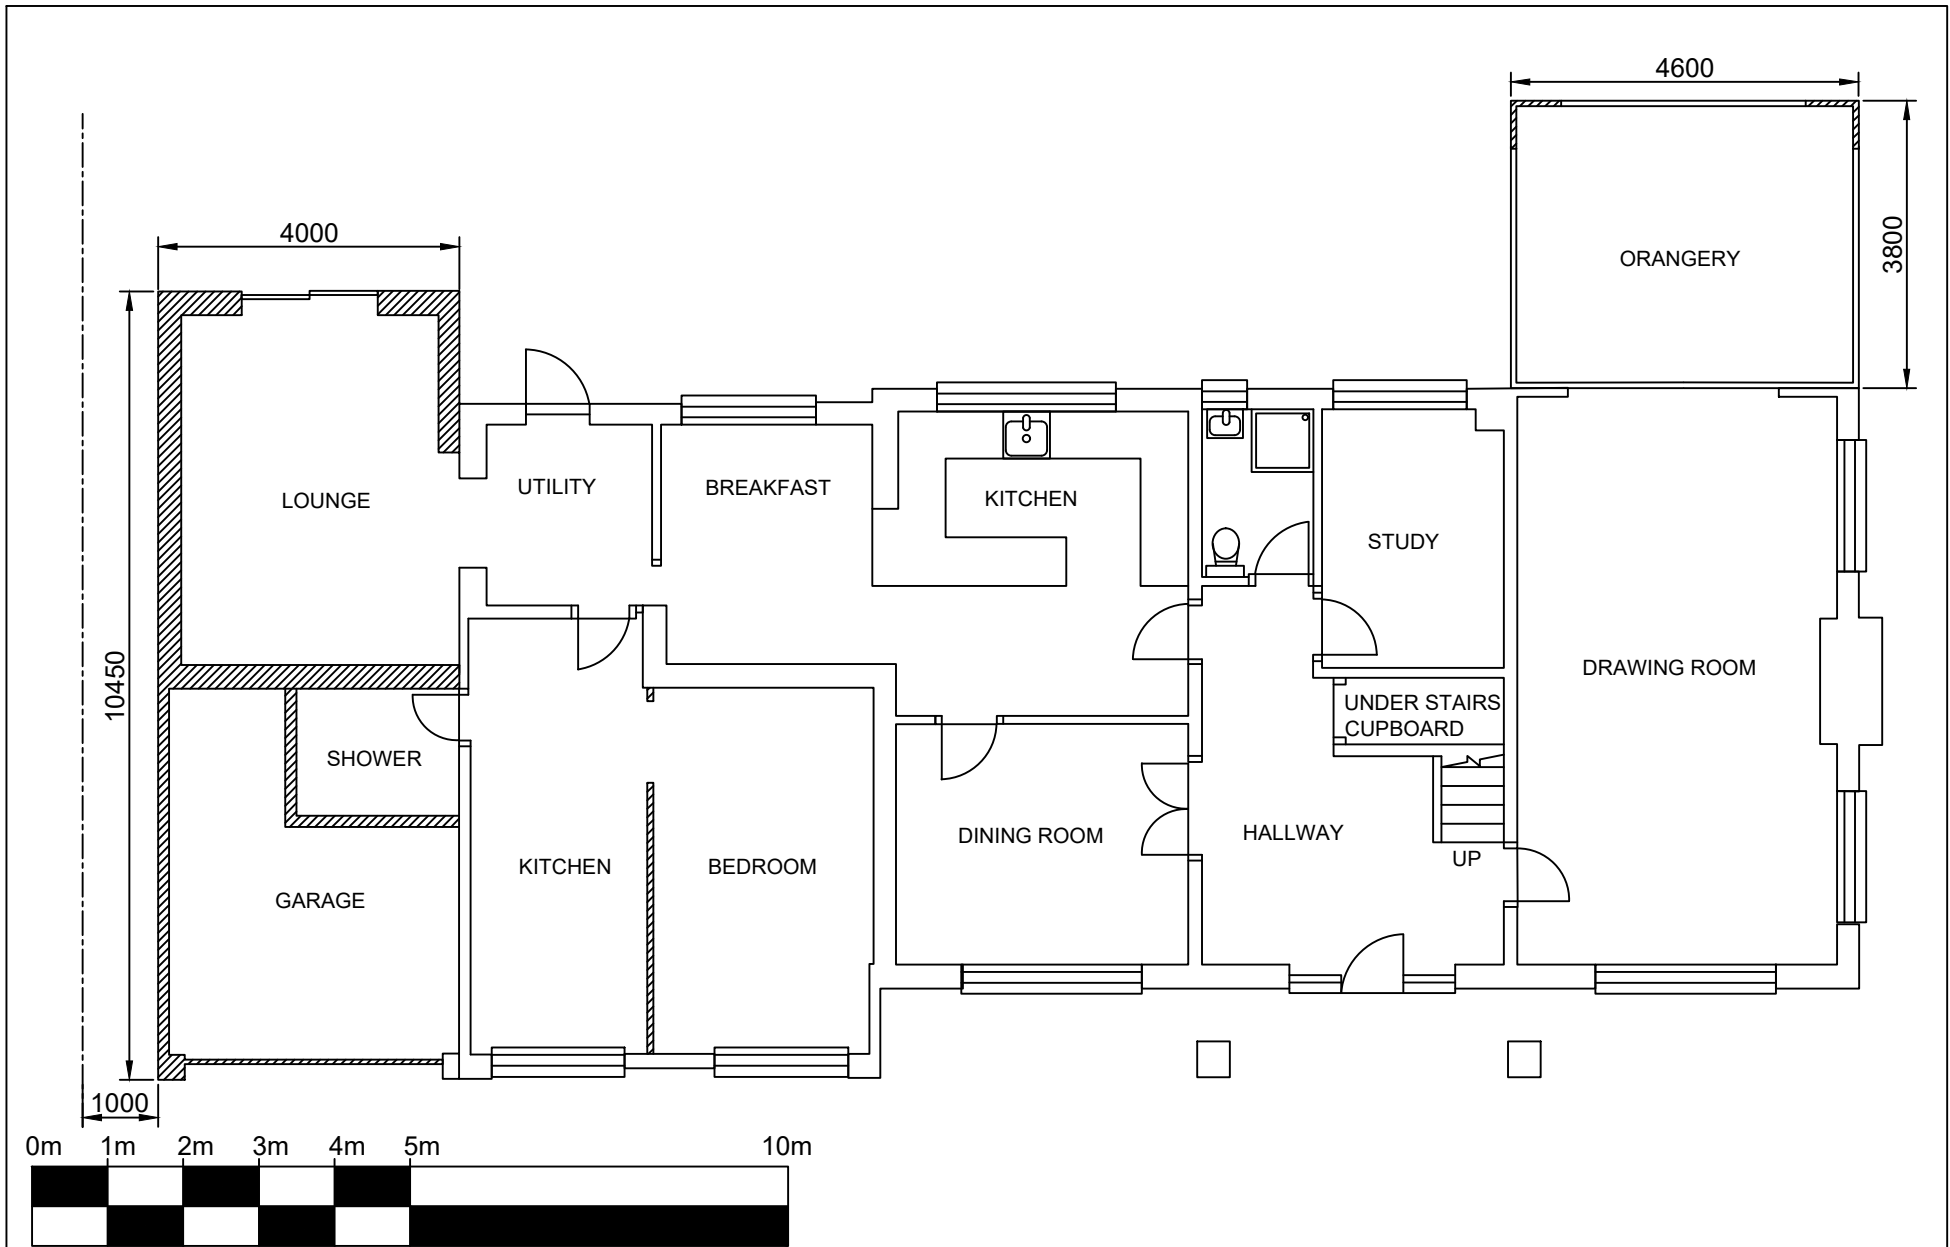 4600
3800
ORANGERY
4000
10450
LOUNGE
UTILITY
BREAKFAST
KITCHEN
STUDY
DRAWING ROOM
UNDER STAIRS
CUPBOARD
SHOWER
DINING ROOM
HALLWAY
UP
KITCHEN
BEDROOM
GARAGE
1000
0m 1m 2m 3m 4m 5m 10m